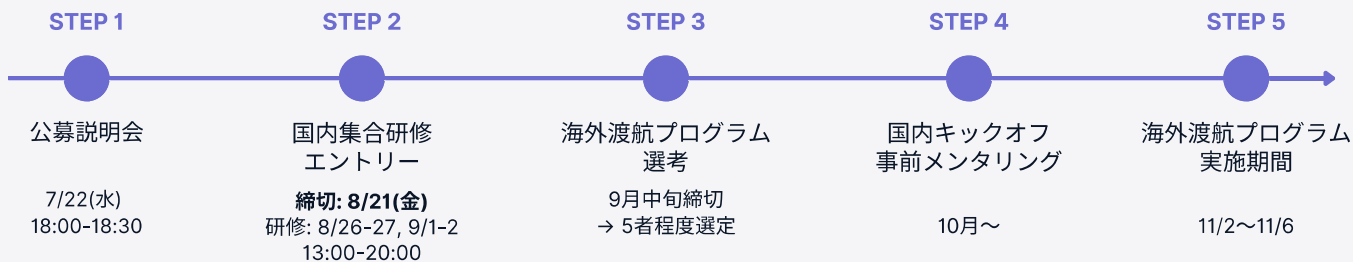 STEP 1
公募説明会
7/22(水)
18:00-18:30
STEP 2
国内集合研修
エントリー
締切: 8/21(金)
研修: 8/26-27, 9/1-2
13:00-20:00
STEP 3
海外渡航プログラム
選考
9月中旬締切
→ 5者程度選定
STEP 4
国内キックオフ
事前メンタリング
10月〜
STEP 5
海外渡航プログラム
実施期間
11/2〜11/6